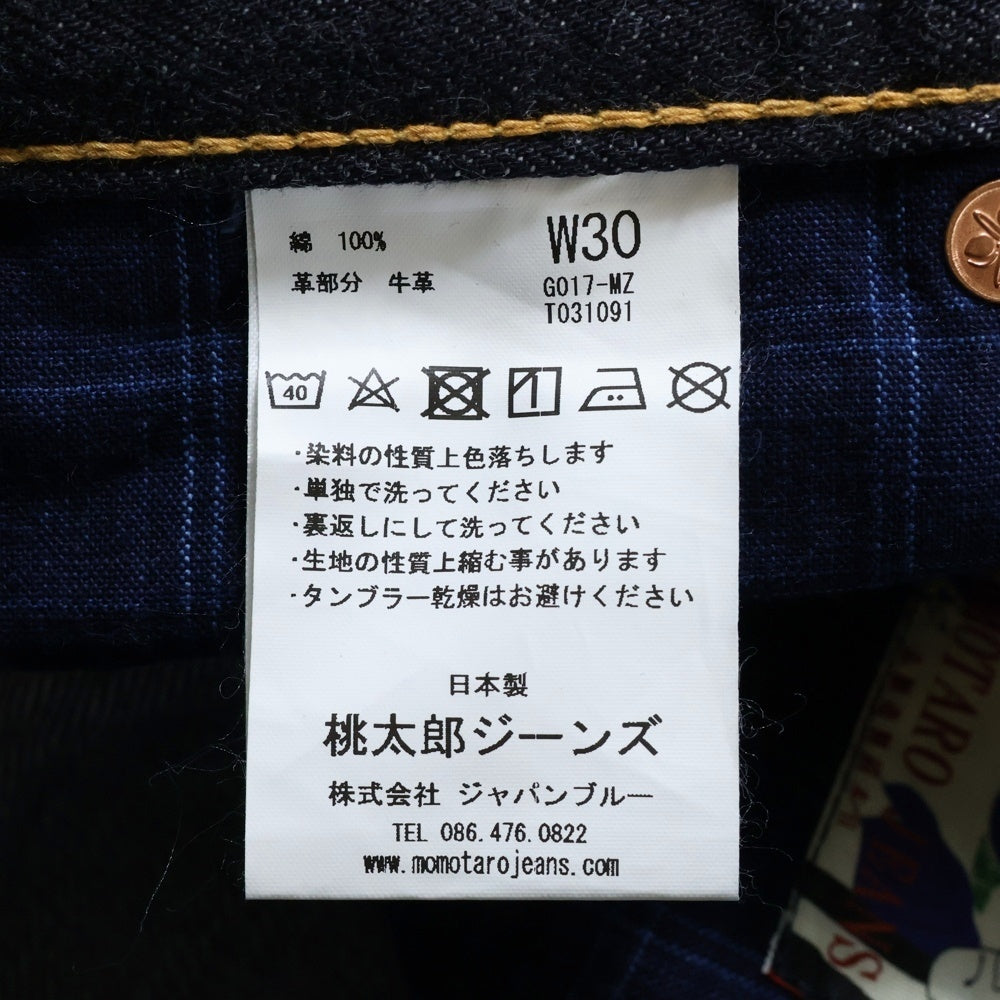 綿 100%
革部分 牛革
W30
G017-MZ
T031091
40
・染料の性質上色落ちします
・単独で洗ってください
・裏返しにして洗ってください
・生地の性質上縮む事があります
・タンブラー乾燥はお避けください
日本製
桃太郎ジーンズ
株式会社 ジャパンブルー
TEL 086.476.0822
www.momotarojeans.com
OTARO
JEANS